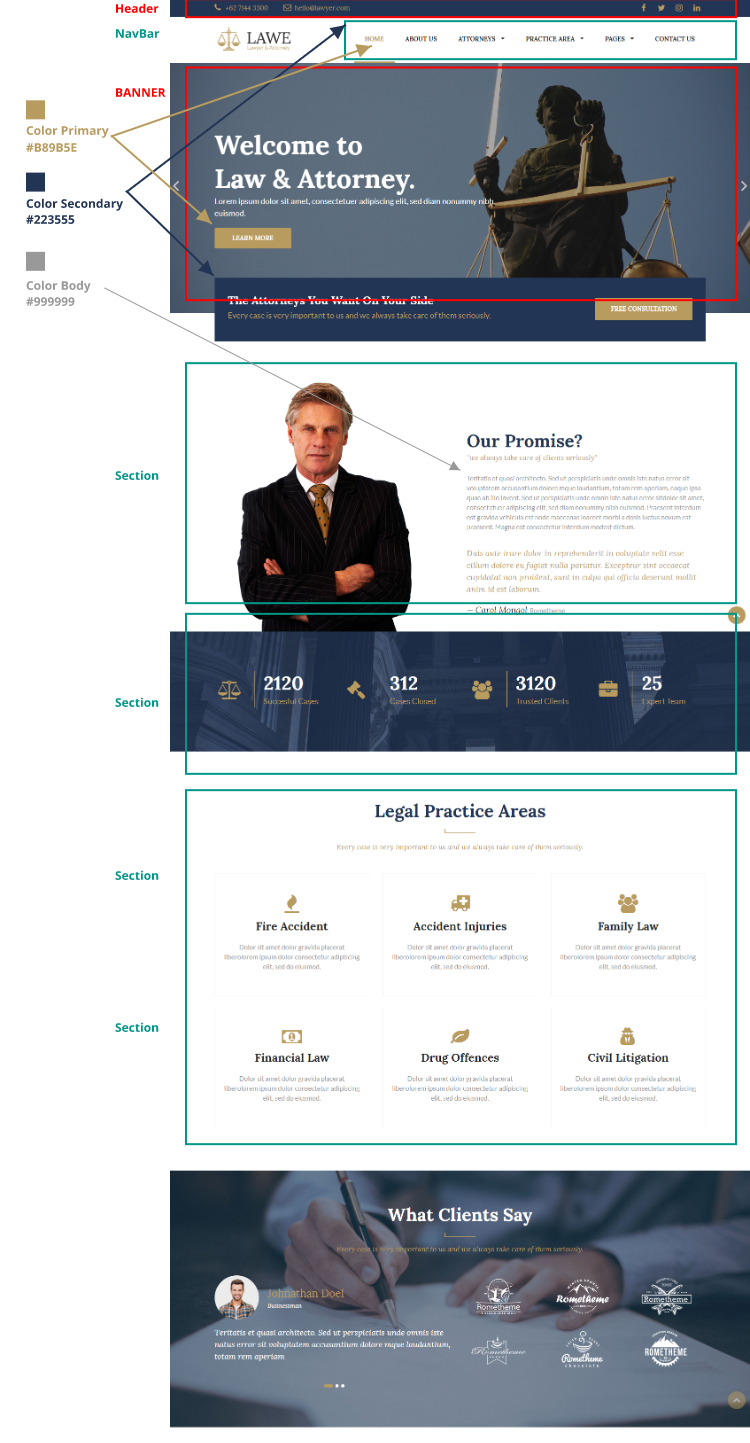 Header
+62 7144 3300
hello@lawyer.com
NavBar
LAWE
Lawyer & Attorney
HOME
ABOUT US
ATTORNEYS
PRACTICE AREA
PAGES
CONTACT US
BANNER
Color Primary
#B89B5E
Color Secondary
#223555
Color Body
#999999
Welcome to
Law & Attorney.
Lorem ipsum dolor sit amet, consectetuer adipiscing elit, sed diam nonummy nibh
euismod.
LEARN MORE
The Attorneys You Want On Your Side
Every case is very important to us and we always take care of them seriously.
FREE CONSULTATION
Section
Our Promise?
"we always take care of clients seriously"
Teritatis et quasi architecto. Sed ut perspiciatis unde omnis iste natus error sit
voluptatem accusantium dolore mque laudantium, totam rem aperiam, eaque ipsa
quae ab illo invent. Sed ut perspiciatis unde omnis iste natus error sitdolor sit amet,
consectetur adipiscing elit, sed diam nonummy nibh euismod. Praesent interdum
est gravida vehicula est node maecenas loareet morbi a dosis luctus novum est
praesent. Magna est consectetur interdum modest dictum.
Duis aute irure dolor in reprehenderit in voluptate velit esse
cillum dolore eu fugiat nulla pariatur. Excepteur sint occaecat
cupidatat non proident, sunt in culpa qui officia deserunt mollit
anim id est laborum.
— Carol Mongol Rometheme
Section
2120
Succesful Cases
312
Cases Closed
3120
Trusted Clients
25
Expert Team
Section
Legal Practice Areas
Every case is very important to us and we always take care of them seriously.
Fire Accident
Dolor sit amet dolor gravida placerat
liberolorem ipsum dolor consectetur adipiscing
elit, sed do eiusmod.
Accident Injuries
Dolor sit amet dolor gravida placerat
liberolorem ipsum dolor consectetur adipiscing
elit, sed do eiusmod.
Family Law
Dolor sit amet dolor gravida placerat
liberolorem ipsum dolor consectetur adipiscing
elit, sed do eiusmod.
Section
Financial Law
Dolor sit amet dolor gravida placerat
liberolorem ipsum dolor consectetur adipiscing
elit, sed do eiusmod.
Drug Offences
Dolor sit amet dolor gravida placerat
liberolorem ipsum dolor consectetur adipiscing
elit, sed do eiusmod.
Civil Litigation
Dolor sit amet dolor gravida placerat
liberolorem ipsum dolor consectetur adipiscing
elit, sed do eiusmod.
What Clients Say
Every case is very important to us and we always take care of them seriously.
Johnathan Doel
Businessman
Teritatis et quasi architecto. Sed ut perspiciatis unde omnis iste
natus error sit voluptatem accusantium dolore mque laudantium,
totam rem aperiam
Rometheme
Rometheme
Rometheme
Rometheme
Rometheme
chocolate
ROMETHEME